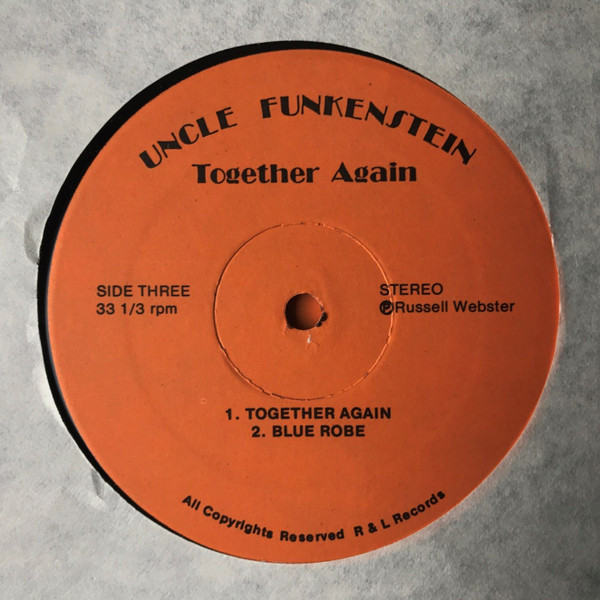 UNCLE FUNKENSTEIN
Together Again
SIDE THREE
33 1/3 rpm
STEREO
℗Russell Webster
1. TOGETHER AGAIN
2. BLUE ROBE
All Copyrights Reserved R & L Records